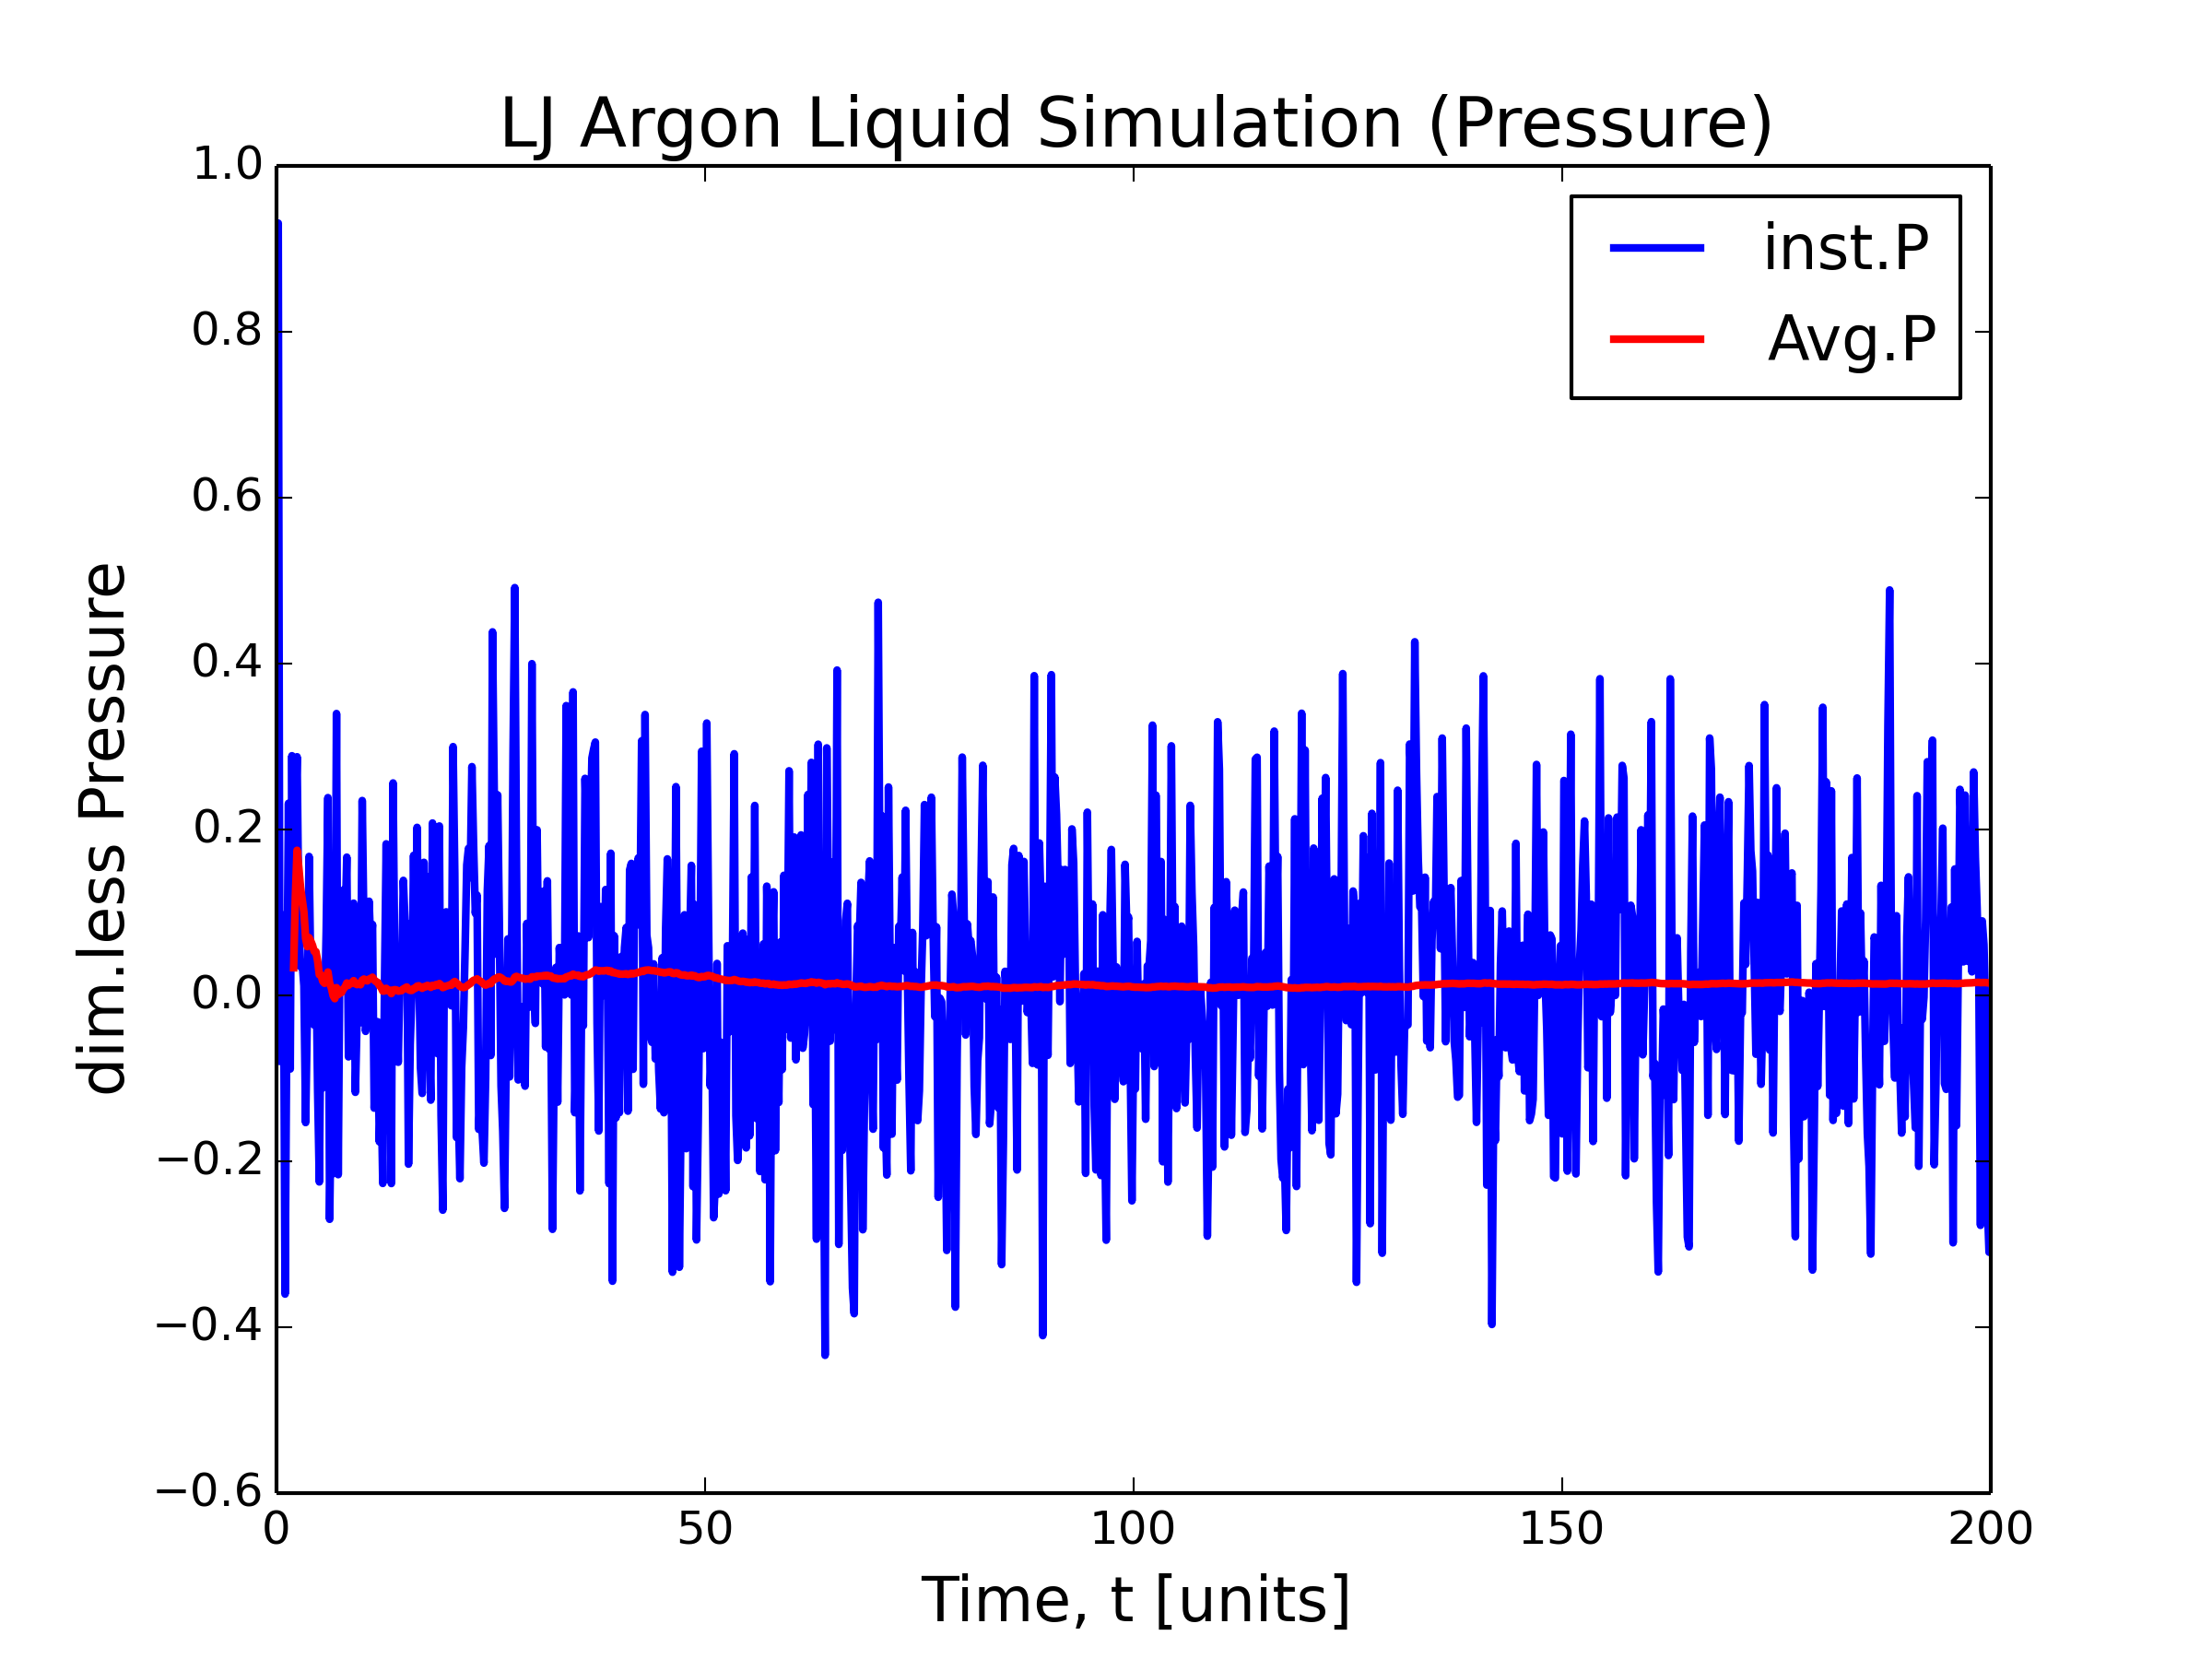 LJ Argon Liquid Simulation (Pressure)
1.0
0.8
0.6
0.4
0.2
0.0
−0.2
−0.4
−0.6
dim.less Pressure
inst.P
Avg.P
0 50 100 150 200
Time, t [units]